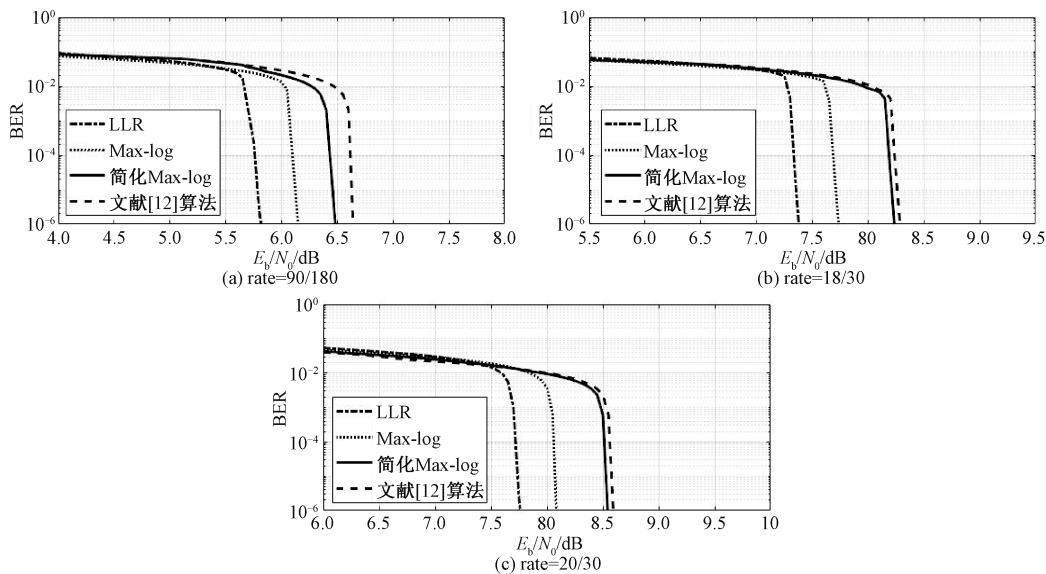 10⁰
10⁻²
10⁻⁴
10⁻⁶
BER
LLR
Max-log
简化Max-log
文献[12]算法
4.0 4.5 5.0 5.5 6.0 6.5 7.0 7.5 8.0
E_b/N_0/dB
(a) rate=90/180
10⁰
10⁻²
10⁻⁴
10⁻⁶
BER
LLR
Max-log
简化Max-log
文献[12]算法
5.5 6.0 6.5 7.0 7.5 8.0 8.5 9.0 9.5
E_b/N_0/dB
(b) rate=18/30
10⁰
10⁻²
10⁻⁴
10⁻⁶
BER
LLR
Max-log
简化Max-log
文献[12]算法
6.0 6.5 7.0 7.5 80 8.5 9.0 9.5 10
E_b/N_0/dB
(c) rate=20/30